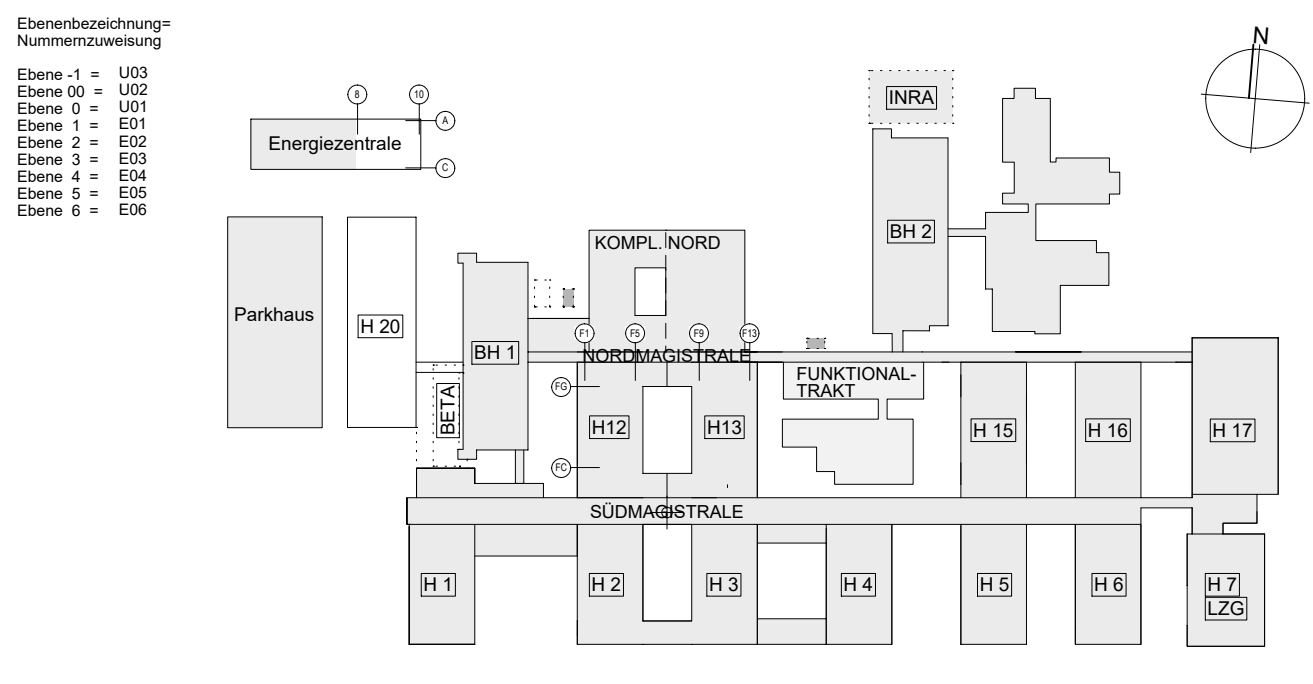 Ebenenbezeichnung=
Nummernzuweisung
Ebene -1 = U03
Ebene 00 = U02
Ebene 0 = U01
Ebene 1 = E01
Ebene 2 = E02
Ebene 3 = E03
Ebene 4 = E04
Ebene 5 = E05
Ebene 6 = E06
N
8
10
A
C
Energiezentrale
INRA
BH 2
KOMPL. NORD
Parkhaus
H 20
BH 1
F1
F5
F9
F13
NORDMAGISTRALE
FUNKTIONAL-
TRAKT
BETA
FG
H12
H13
H 15
H 16
H 17
FC
SÜDMAGISTRALE
H 1
H 2
H 3
H 4
H 5
H 6
H 7
LZG